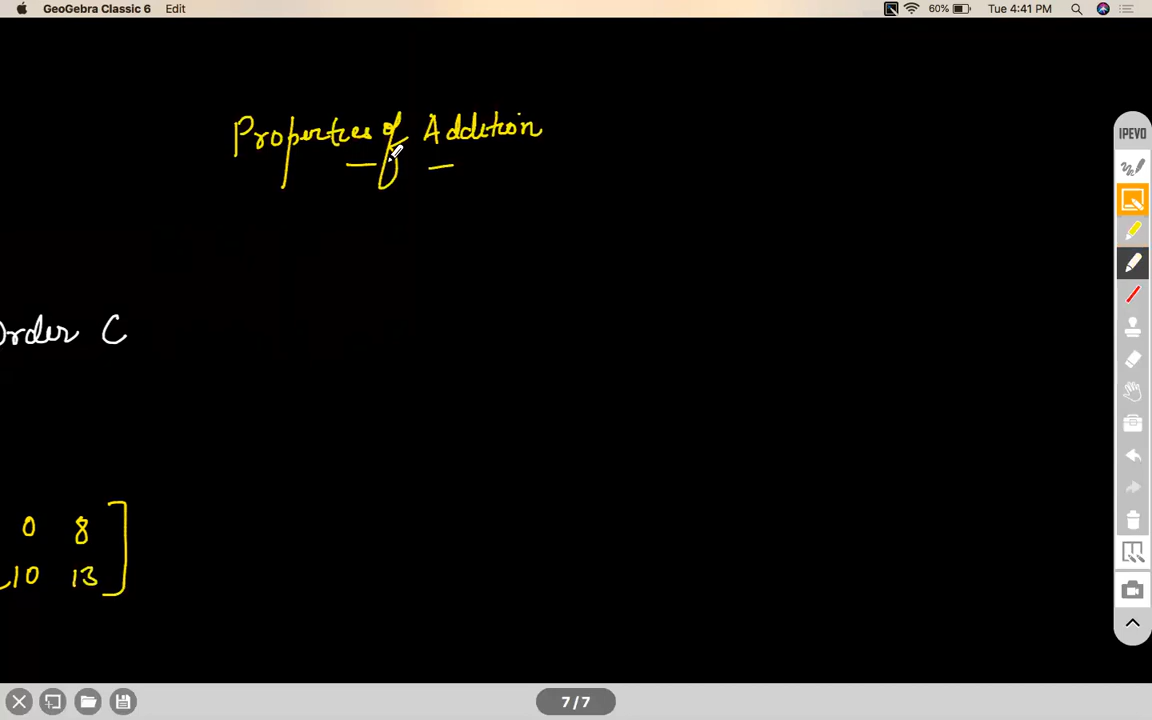 GeoGebra Classic 6 Edit 60% Tue 4:41 PM
Properties of Addition
IPEVO
Order C
0 8
10 13
7 / 7